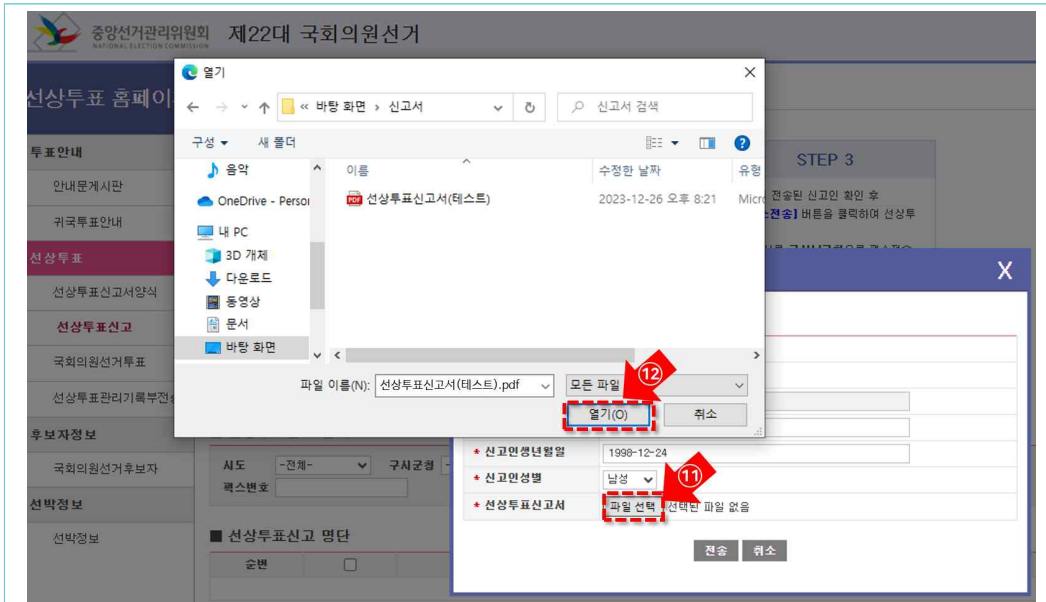 중앙선거관리위원회 제22대 국회의원선거
NATIONAL ELECTION COMMISSION
선상투표 홈페이
투표안내
안내문게시판
귀국투표안내
선상투표
선상투표신고서양식
선상투표신고
국회의원선거투표
선상투표관리기록부전송
후보자정보
국회의원선거후보자
선박정보
선박정보
열기
« 바탕 화면 › 신고서
신고서 검색
구성 새 폴더
음악
OneDrive - Person
내 PC
3D 개체
다운로드
동영상
문서
바탕 화면
이름 수정한 날짜 유형
PDF 선상투표신고서(테스트) 2023-12-26 오후 8:21 Micro
파일 이름(N): 선상투표신고서(테스트).pdf 모든 파일
⑫
열기(O) 취소
STEP 3
전송된 신고인 확인 후
전송] 버튼을 클릭하여 선상투
X
* 신고인생년월일 1998-12-24
* 신고인성별 남성
⑪
* 선상투표신고서 파일 선택 선택된 파일 없음
전송 취소
시도 -전체- 구시군청
팩스번호
■ 선상투표신고 명단
순번